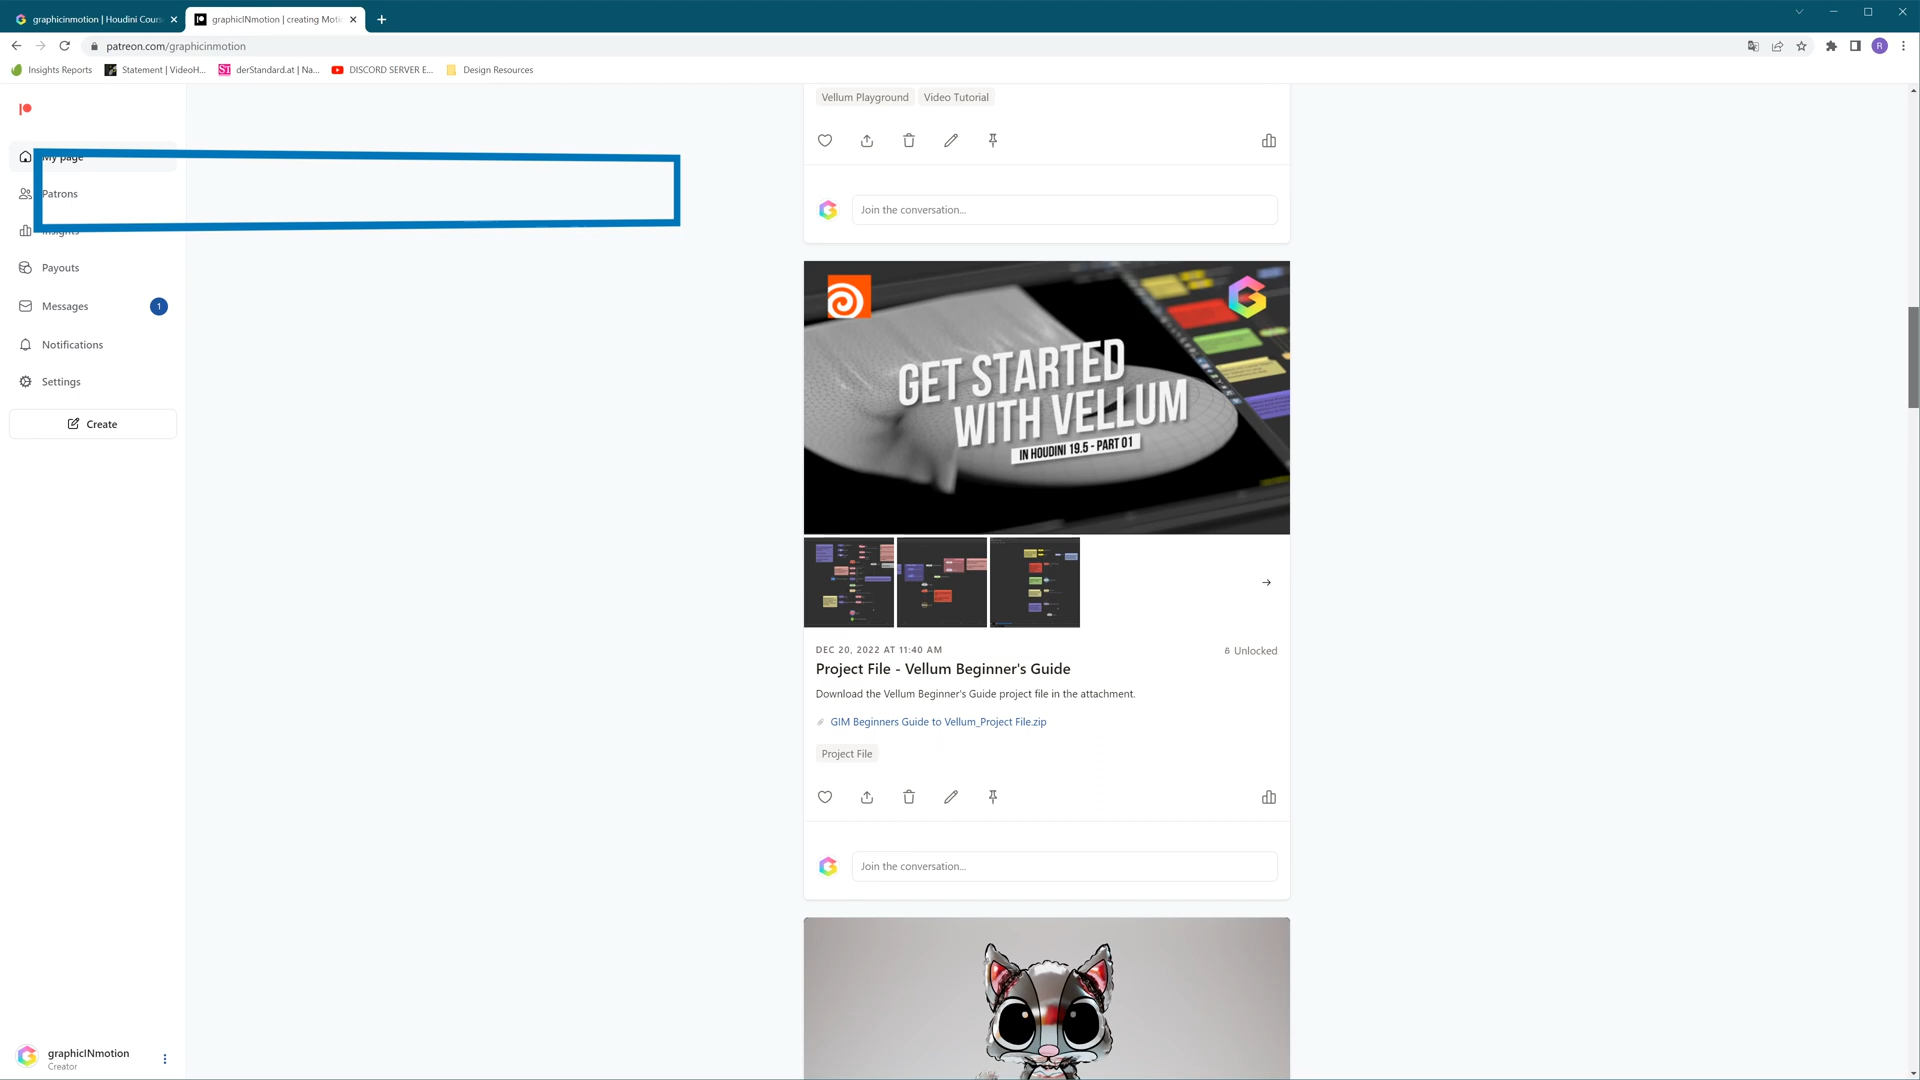 graphicinmotion | Houdini Cours
graphicINmotion | creating Moti
patreon.com/graphicinmotion
R
Insights Reports
Statement | VideoH...
derStandard.at | Na...
DISCORD SERVER E...
Design Resources
My page
Patrons
Insights
Payouts
Messages
1
Notifications
Settings
Create
graphicINmotion
Creator
Vellum Playground
Video Tutorial
Join the conversation...
GET STARTED
WITH VELLUM
IN HOUDINI 19.5 - PART 01
DEC 20, 2022 AT 11:40 AM
Unlocked
Project File - Vellum Beginner's Guide
Download the Vellum Beginner's Guide project file in the attachment.
GIM Beginners Guide to Vellum_Project File.zip
Project File
Join the conversation...